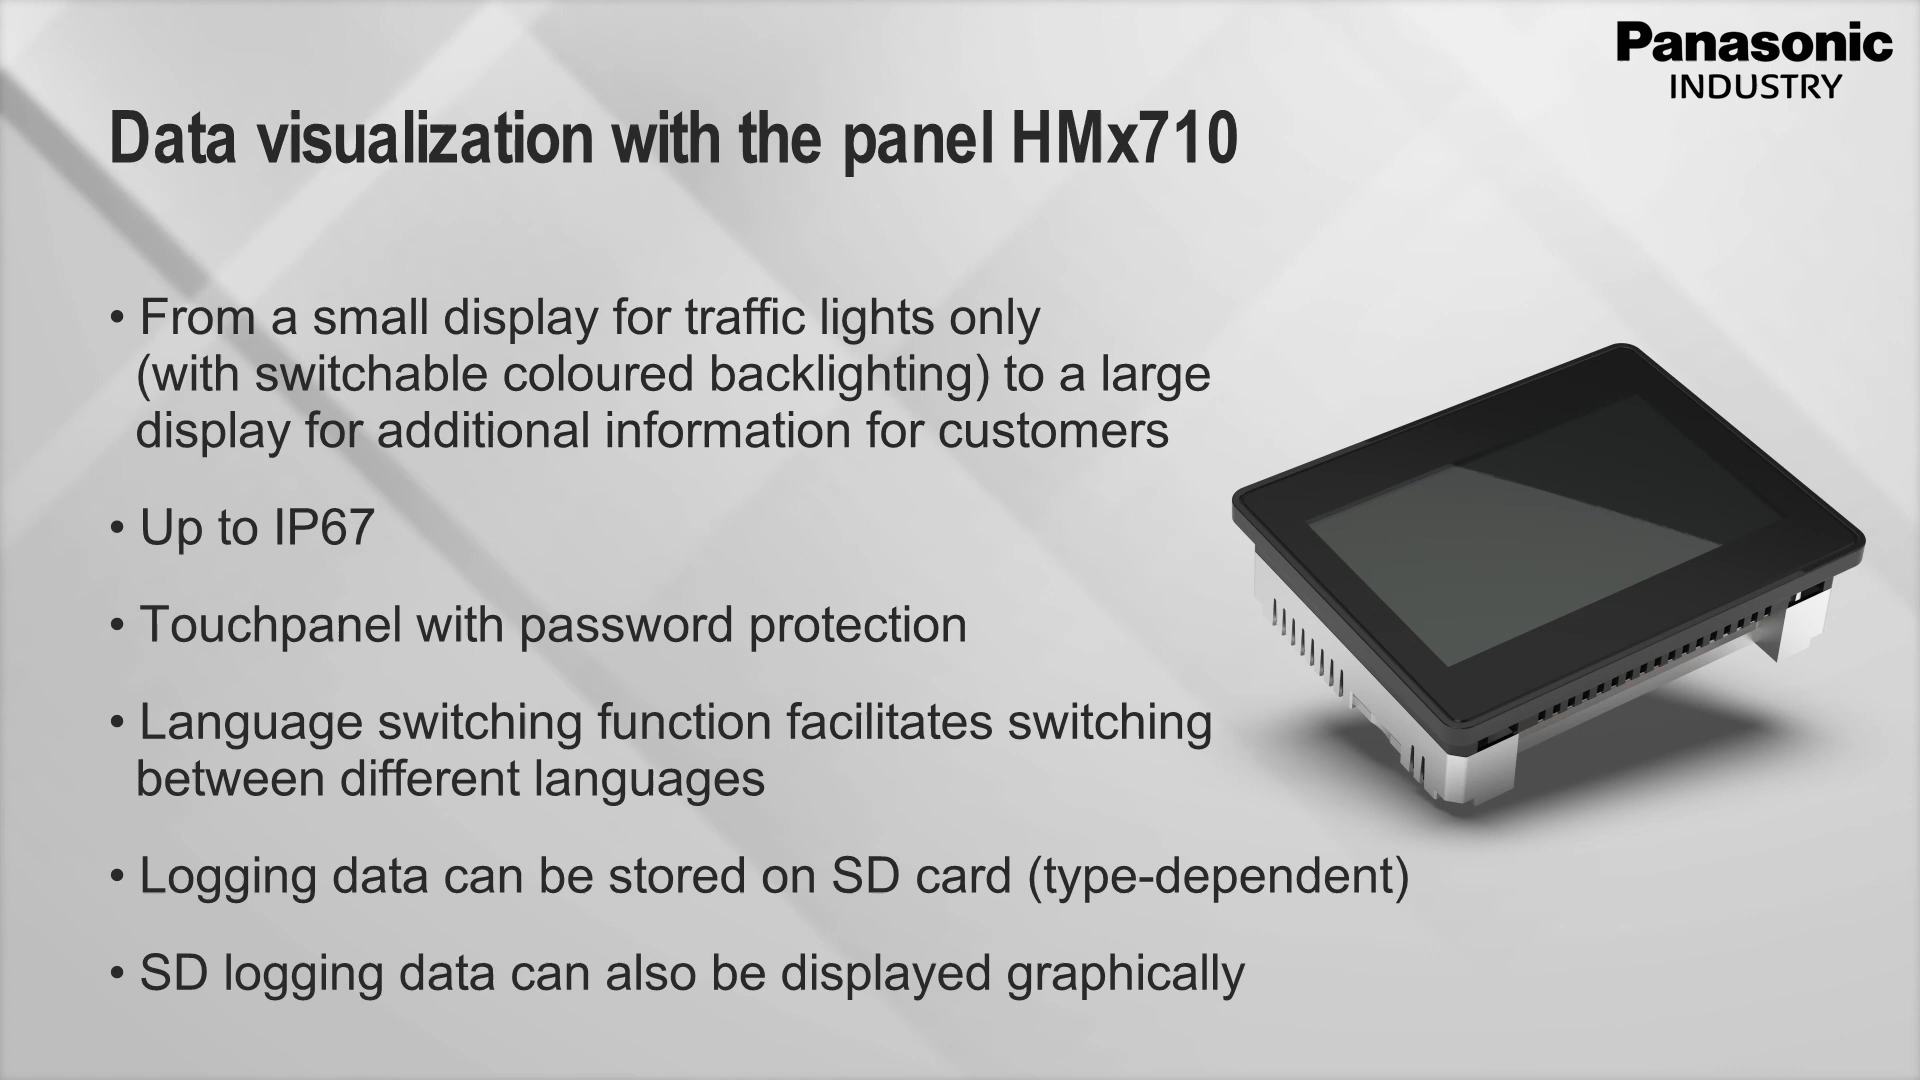 Panasonic
INDUSTRY
Data visualization with the panel HMx710
• From a small display for traffic lights only
(with switchable coloured backlighting) to a large
display for additional information for customers
• Up to IP67
• Touchpanel with password protection
• Language switching function facilitates switching
between different languages
• Logging data can be stored on SD card (type-dependent)
• SD logging data can also be displayed graphically